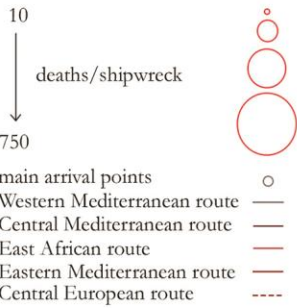 10
deaths/shipwreck
750
main arrival points
Western Mediterranean route
Central Mediterranean route
East African route
Eastern Mediterranean route
Central European route